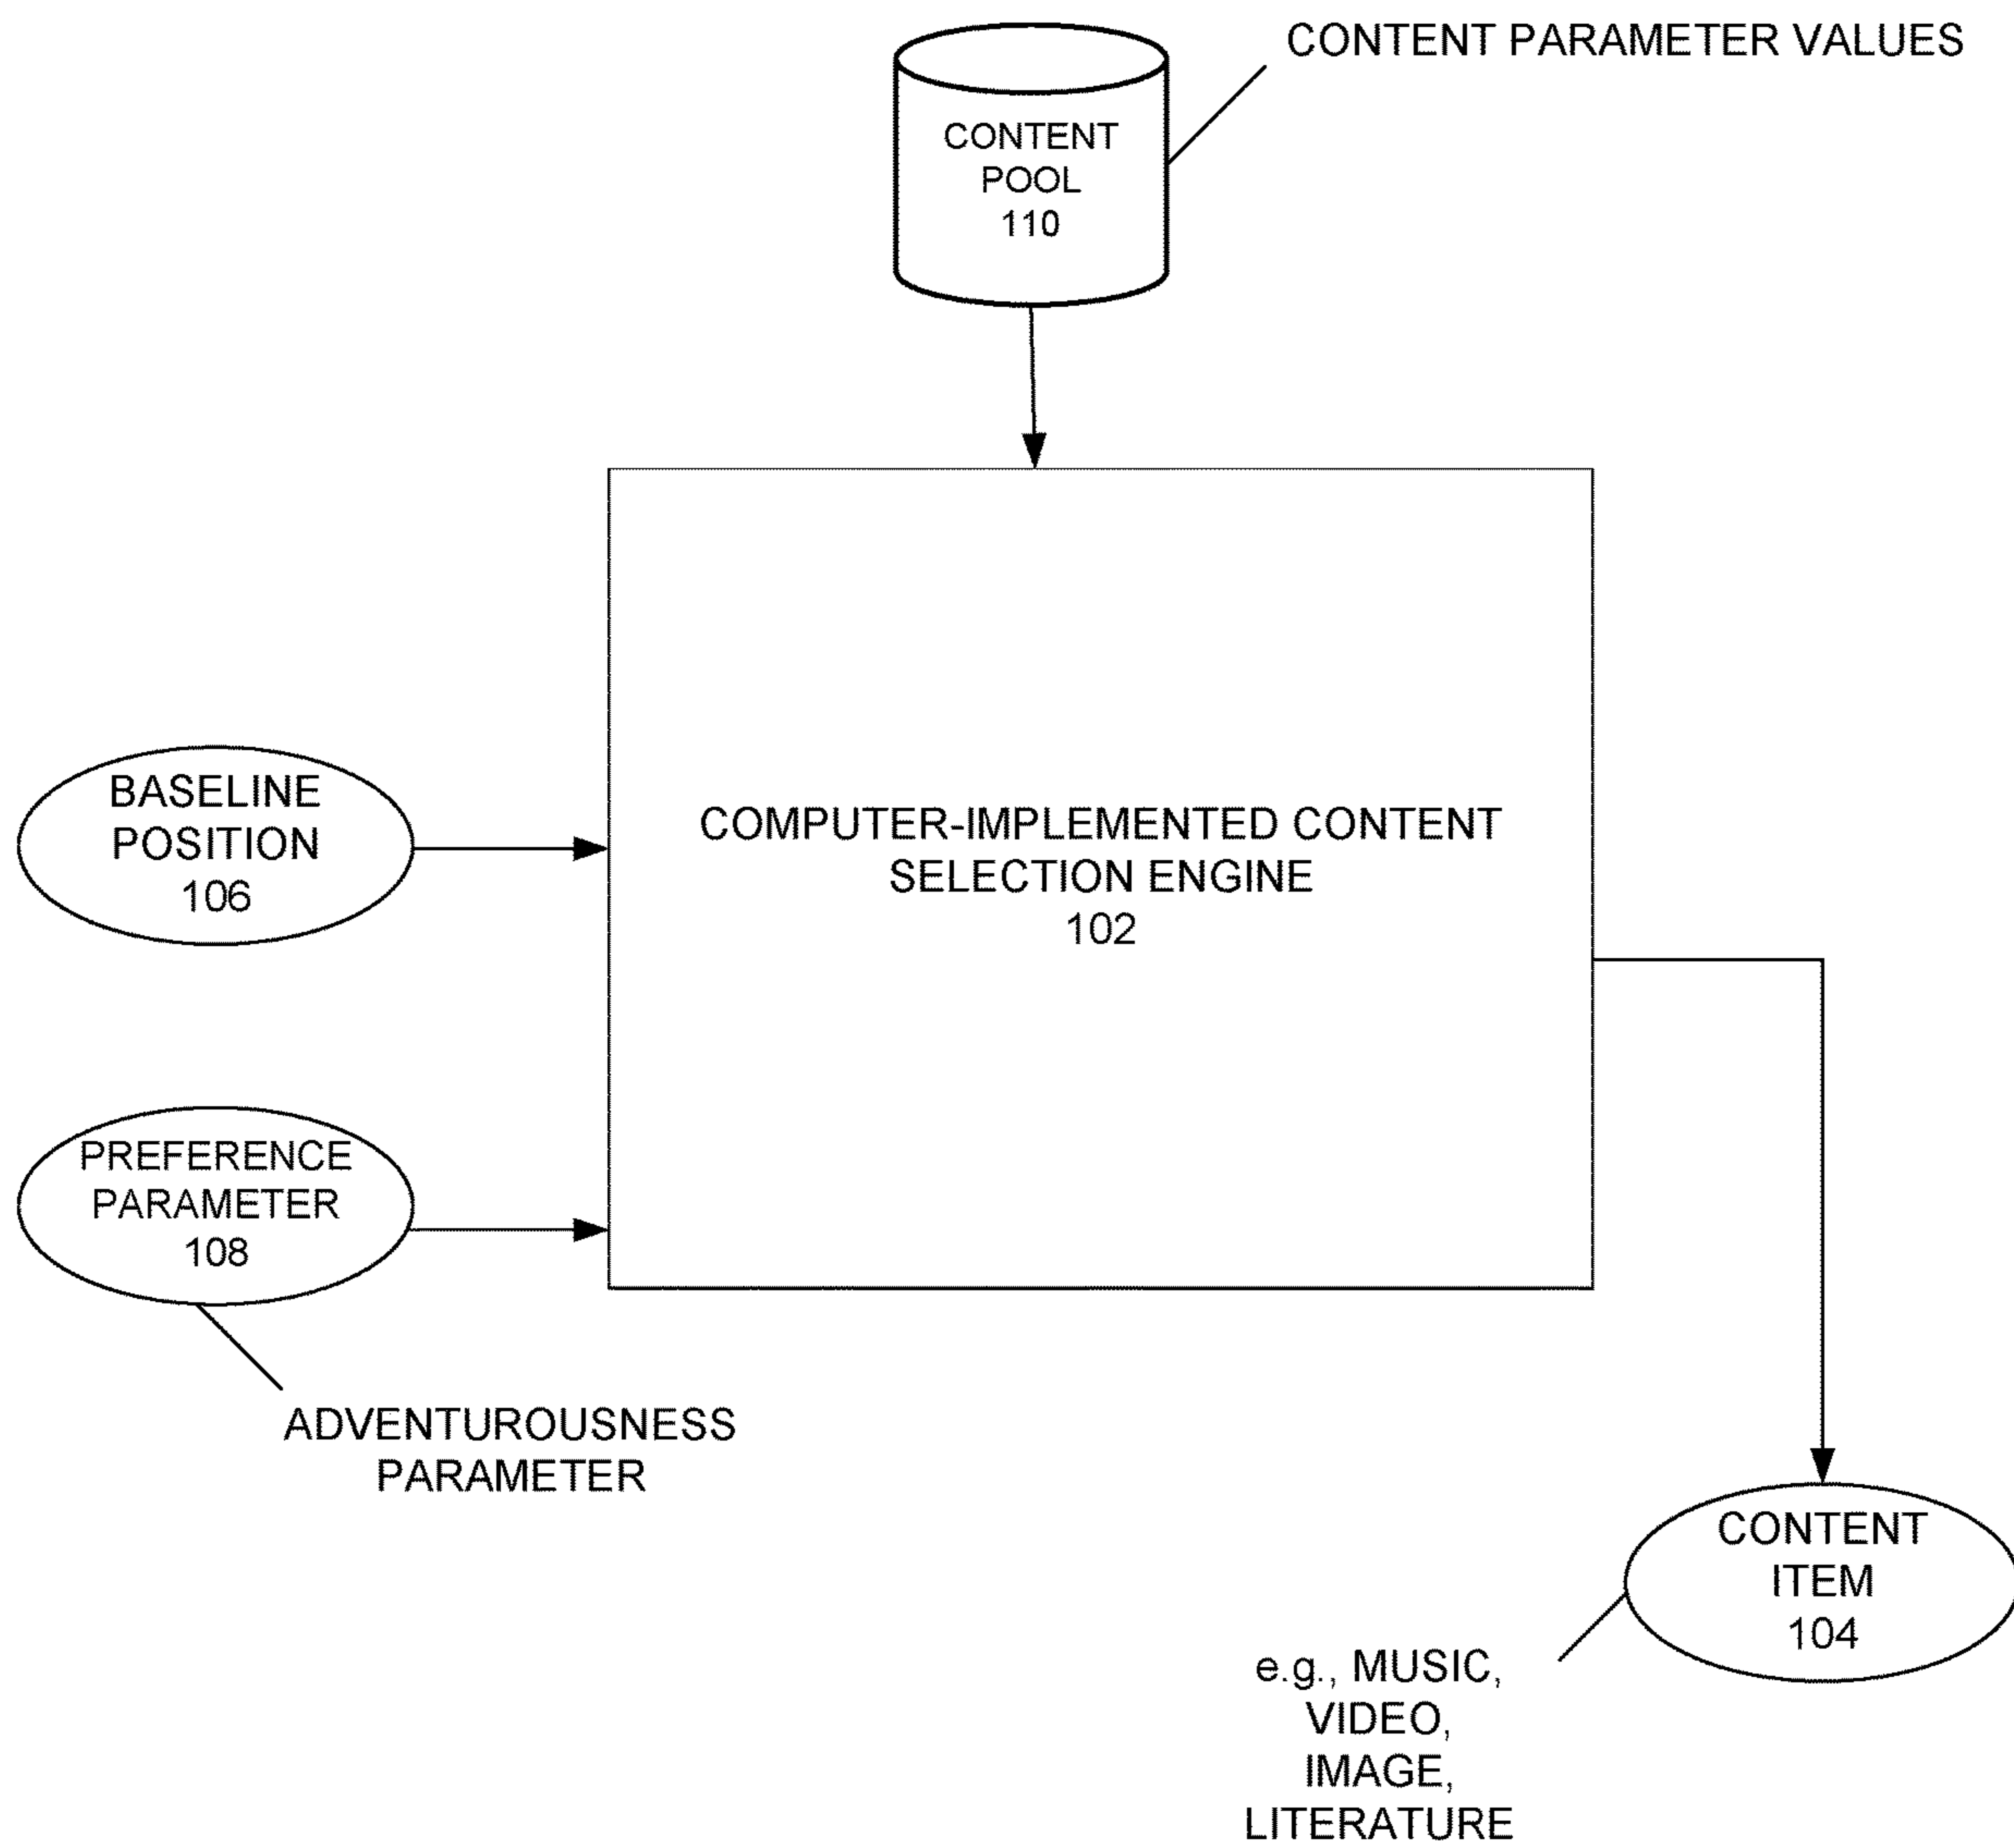 CONTENT PARAMETER VALUES
CONTENT
POOL
110
BASELINE
POSITION
106
COMPUTER-IMPLEMENTED CONTENT
SELECTION ENGINE
102
PREFERENCE
PARAMETER
108
ADVENTUROUSNESS
PARAMETER
CONTENT
ITEM
104
e.g., MUSIC,
VIDEO,
IMAGE,
LITERATURE